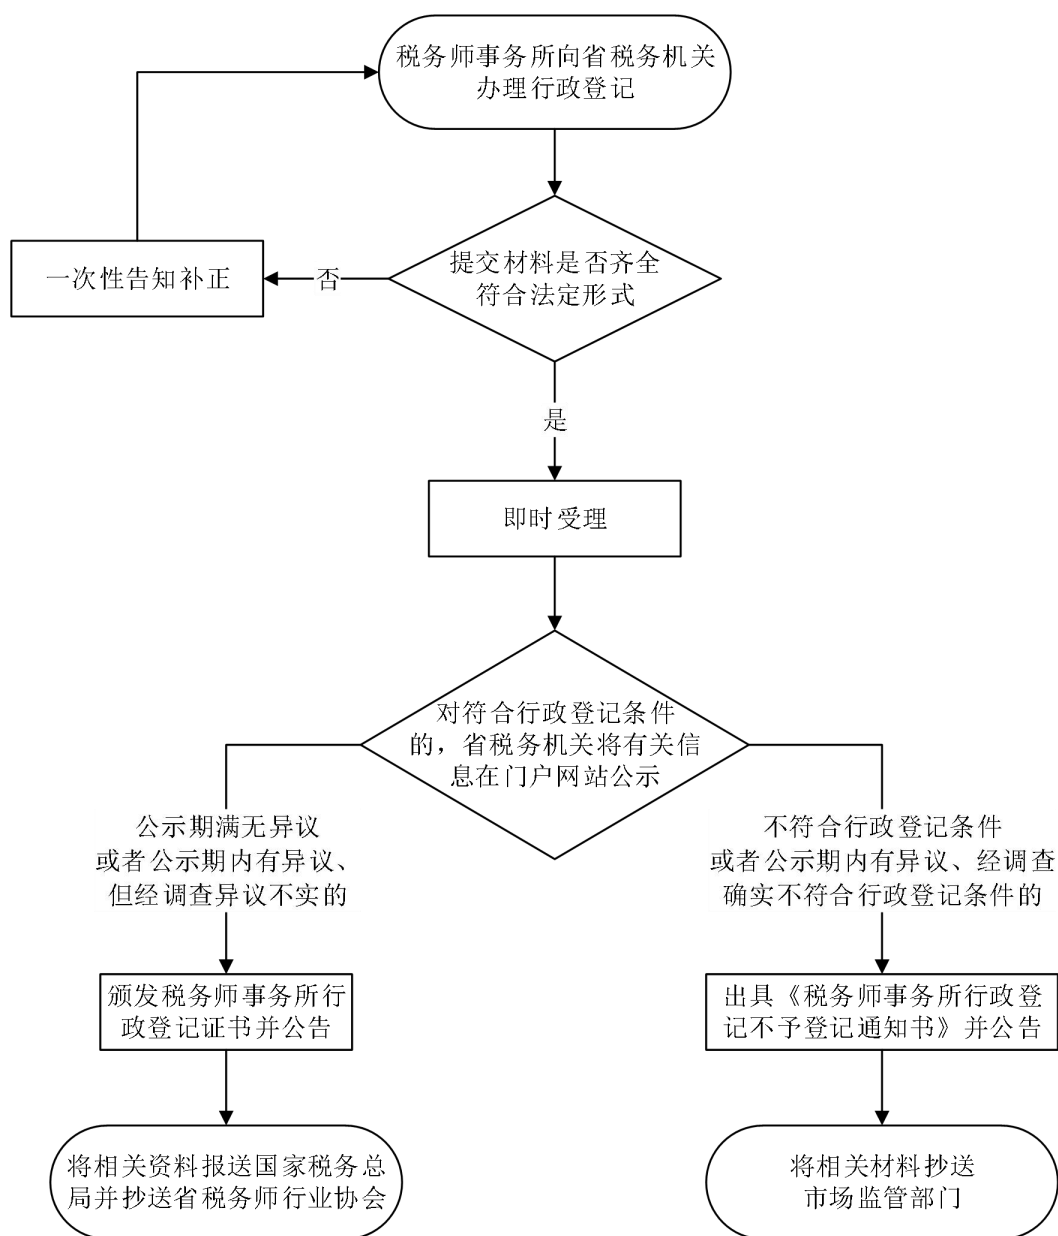 税务师事务所向省税务机关
办理行政登记
提交材料是否齐全
符合法定形式
否
一次性告知补正
是
即时受理
对符合行政登记条件
的，省税务机关将有关信
息在门户网站公示
公示期满无异议
或者公示期内有异议、
但经调查异议不实的
不符合行政登记条件
或者公示期内有异议、经调查
确实不符合行政登记条件的
颁发税务师事务所行
政登记证书并公告
出具《税务师事务所行政登
记不予登记通知书》并公告
将相关资料报送国家税务总
局并抄送省税务师行业协会
将相关材料抄送
市场监管部门